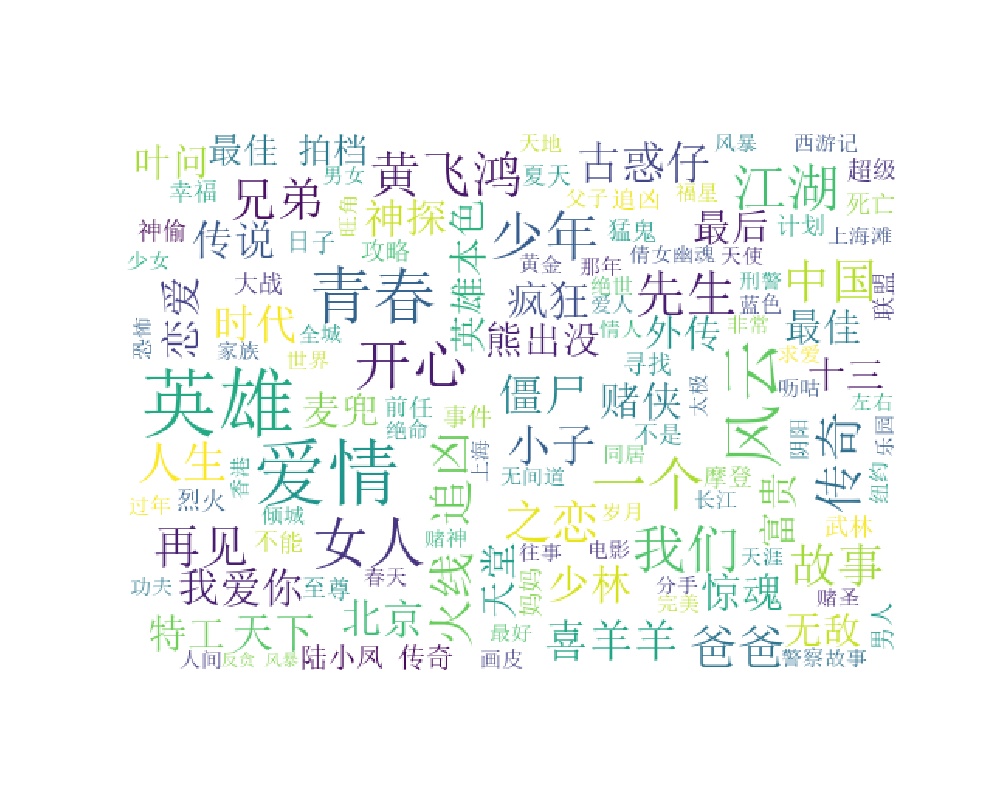 天地
风暴
西游记
叶问
最佳 拍档
古惑仔
黄飞鸿
男女
夏天
江湖
超级
幸福
兄弟
父子
追凶
福星
死亡
旺角
神探
英雄本色
少年
猛鬼
最后
计划
上海滩
神偷
传说
日子
攻略
倩女幽魂
天使
少女
黄金
那年
中国
大战
青春
绝世
先生
刑警
联盟
恋爱
疯狂
爱人
蓝色
时代
全城
熊出没
情人
外传
非常
最佳
恐怖
家族
世界
开心
寻找
风云
求爱
十三
英雄
僵尸
赌侠
太极
呖咕
左右
麦兜
前任
事件
绝命
小子
不是
阴阳
传奇
乐园
人生
香港
爱情
追凶
上海
无间道
同居
一个
摩登
纽约
过年
烈火
长江
富贵
倾城
之恋
岁月
武林
再见
不能
女人
赌神
天堂
往事
电影
我们
天涯
故事
功夫
我爱你
至尊
春天
火线
妈妈
少林
分手
完美
惊魂
赌圣
特工
天下
北京
最好
喜羊羊
爸爸
无敌
男人
人间
反贪
风暴
陆小凤 传奇
画皮
警察故事